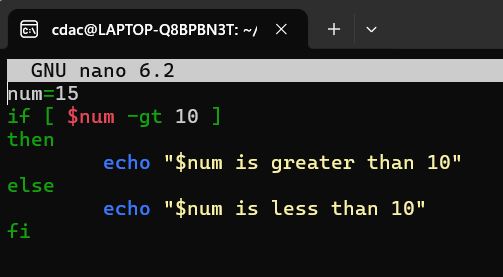 cdac@LAPTOP-Q8BPBN3T: ~/
GNU nano 6.2
num=15
if [ $num -gt 10 ]
then
        echo "$num is greater than 10"
else
        echo "$num is less than 10"
fi